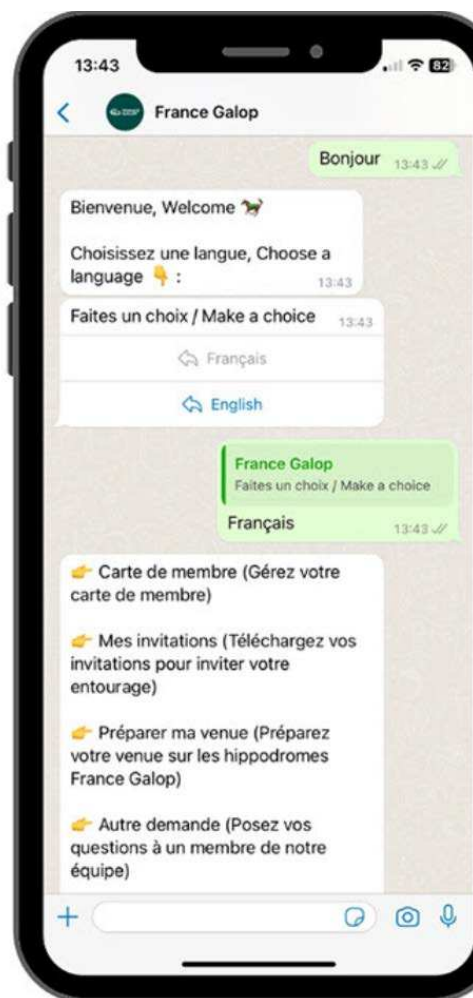 13:43
82
France Galop
Bonjour 13:43
Bienvenue, Welcome 🐎
Choisissez une langue, Choose a
language 👇 :
13:43
Faites un choix / Make a choice 13:43
Français
English
France Galop
Faites un choix / Make a choice
Français 13:43
👉 Carte de membre (Gérez votre
carte de membre)
👉 Mes invitations (Téléchargez vos
invitations pour inviter votre
entourage)
👉 Préparer ma venue (Préparez
votre venue sur les hippodromes
France Galop)
👉 Autre demande (Posez vos
questions à un membre de notre
équipe)